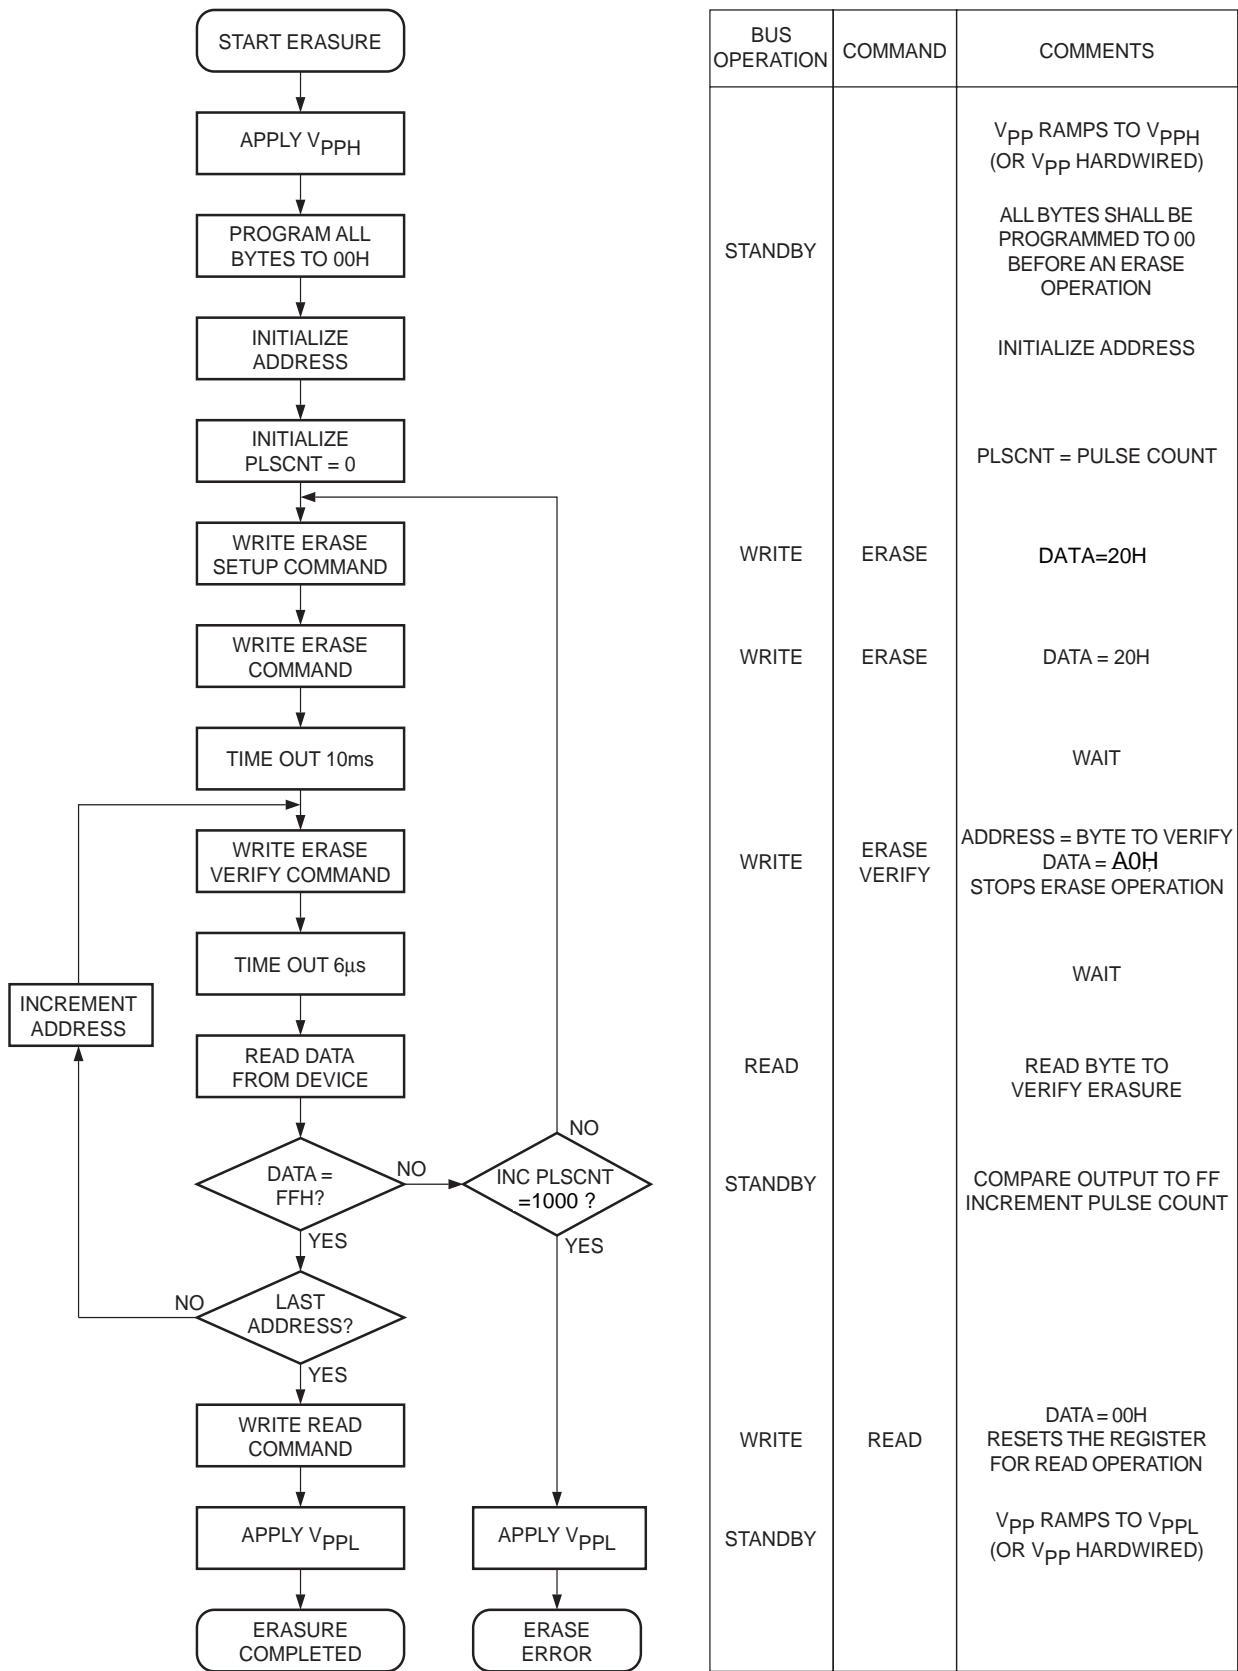 START ERASURE
APPLY VPPH
PROGRAM ALL
BYTES TO 00H
INITIALIZE
ADDRESS
INITIALIZE
PLSCNT = 0
WRITE ERASE
SETUP COMMAND
WRITE ERASE
COMMAND
TIME OUT 10ms
WRITE ERASE
VERIFY COMMAND
TIME OUT 6µs
INCREMENT
ADDRESS
READ DATA
FROM DEVICE
DATA =
FFH?
NO
YES
INC PLSCNT
=1000 ?
NO
YES
LAST
ADDRESS?
NO
YES
WRITE READ
COMMAND
APPLY VPPL
ERASURE
COMPLETED
APPLY VPPL
ERASE
ERROR
BUS
OPERATION
COMMAND
COMMENTS
VPP RAMPS TO VPPH
(OR VPP HARDWIRED)
STANDBY
ALL BYTES SHALL BE
PROGRAMMED TO 00
BEFORE AN ERASE
OPERATION
INITIALIZE ADDRESS
PLSCNT = PULSE COUNT
WRITE
ERASE
DATA=20H
WRITE
ERASE
DATA = 20H
WAIT
WRITE
ERASE
VERIFY
ADDRESS = BYTE TO VERIFY
DATA = A0H;
STOPS ERASE OPERATION
WAIT
READ
READ BYTE TO
VERIFY ERASURE
STANDBY
COMPARE OUTPUT TO FF
INCREMENT PULSE COUNT
WRITE
READ
DATA = 00H
RESETS THE REGISTER
FOR READ OPERATION
STANDBY
VPP RAMPS TO VPPL
(OR VPP HARDWIRED)